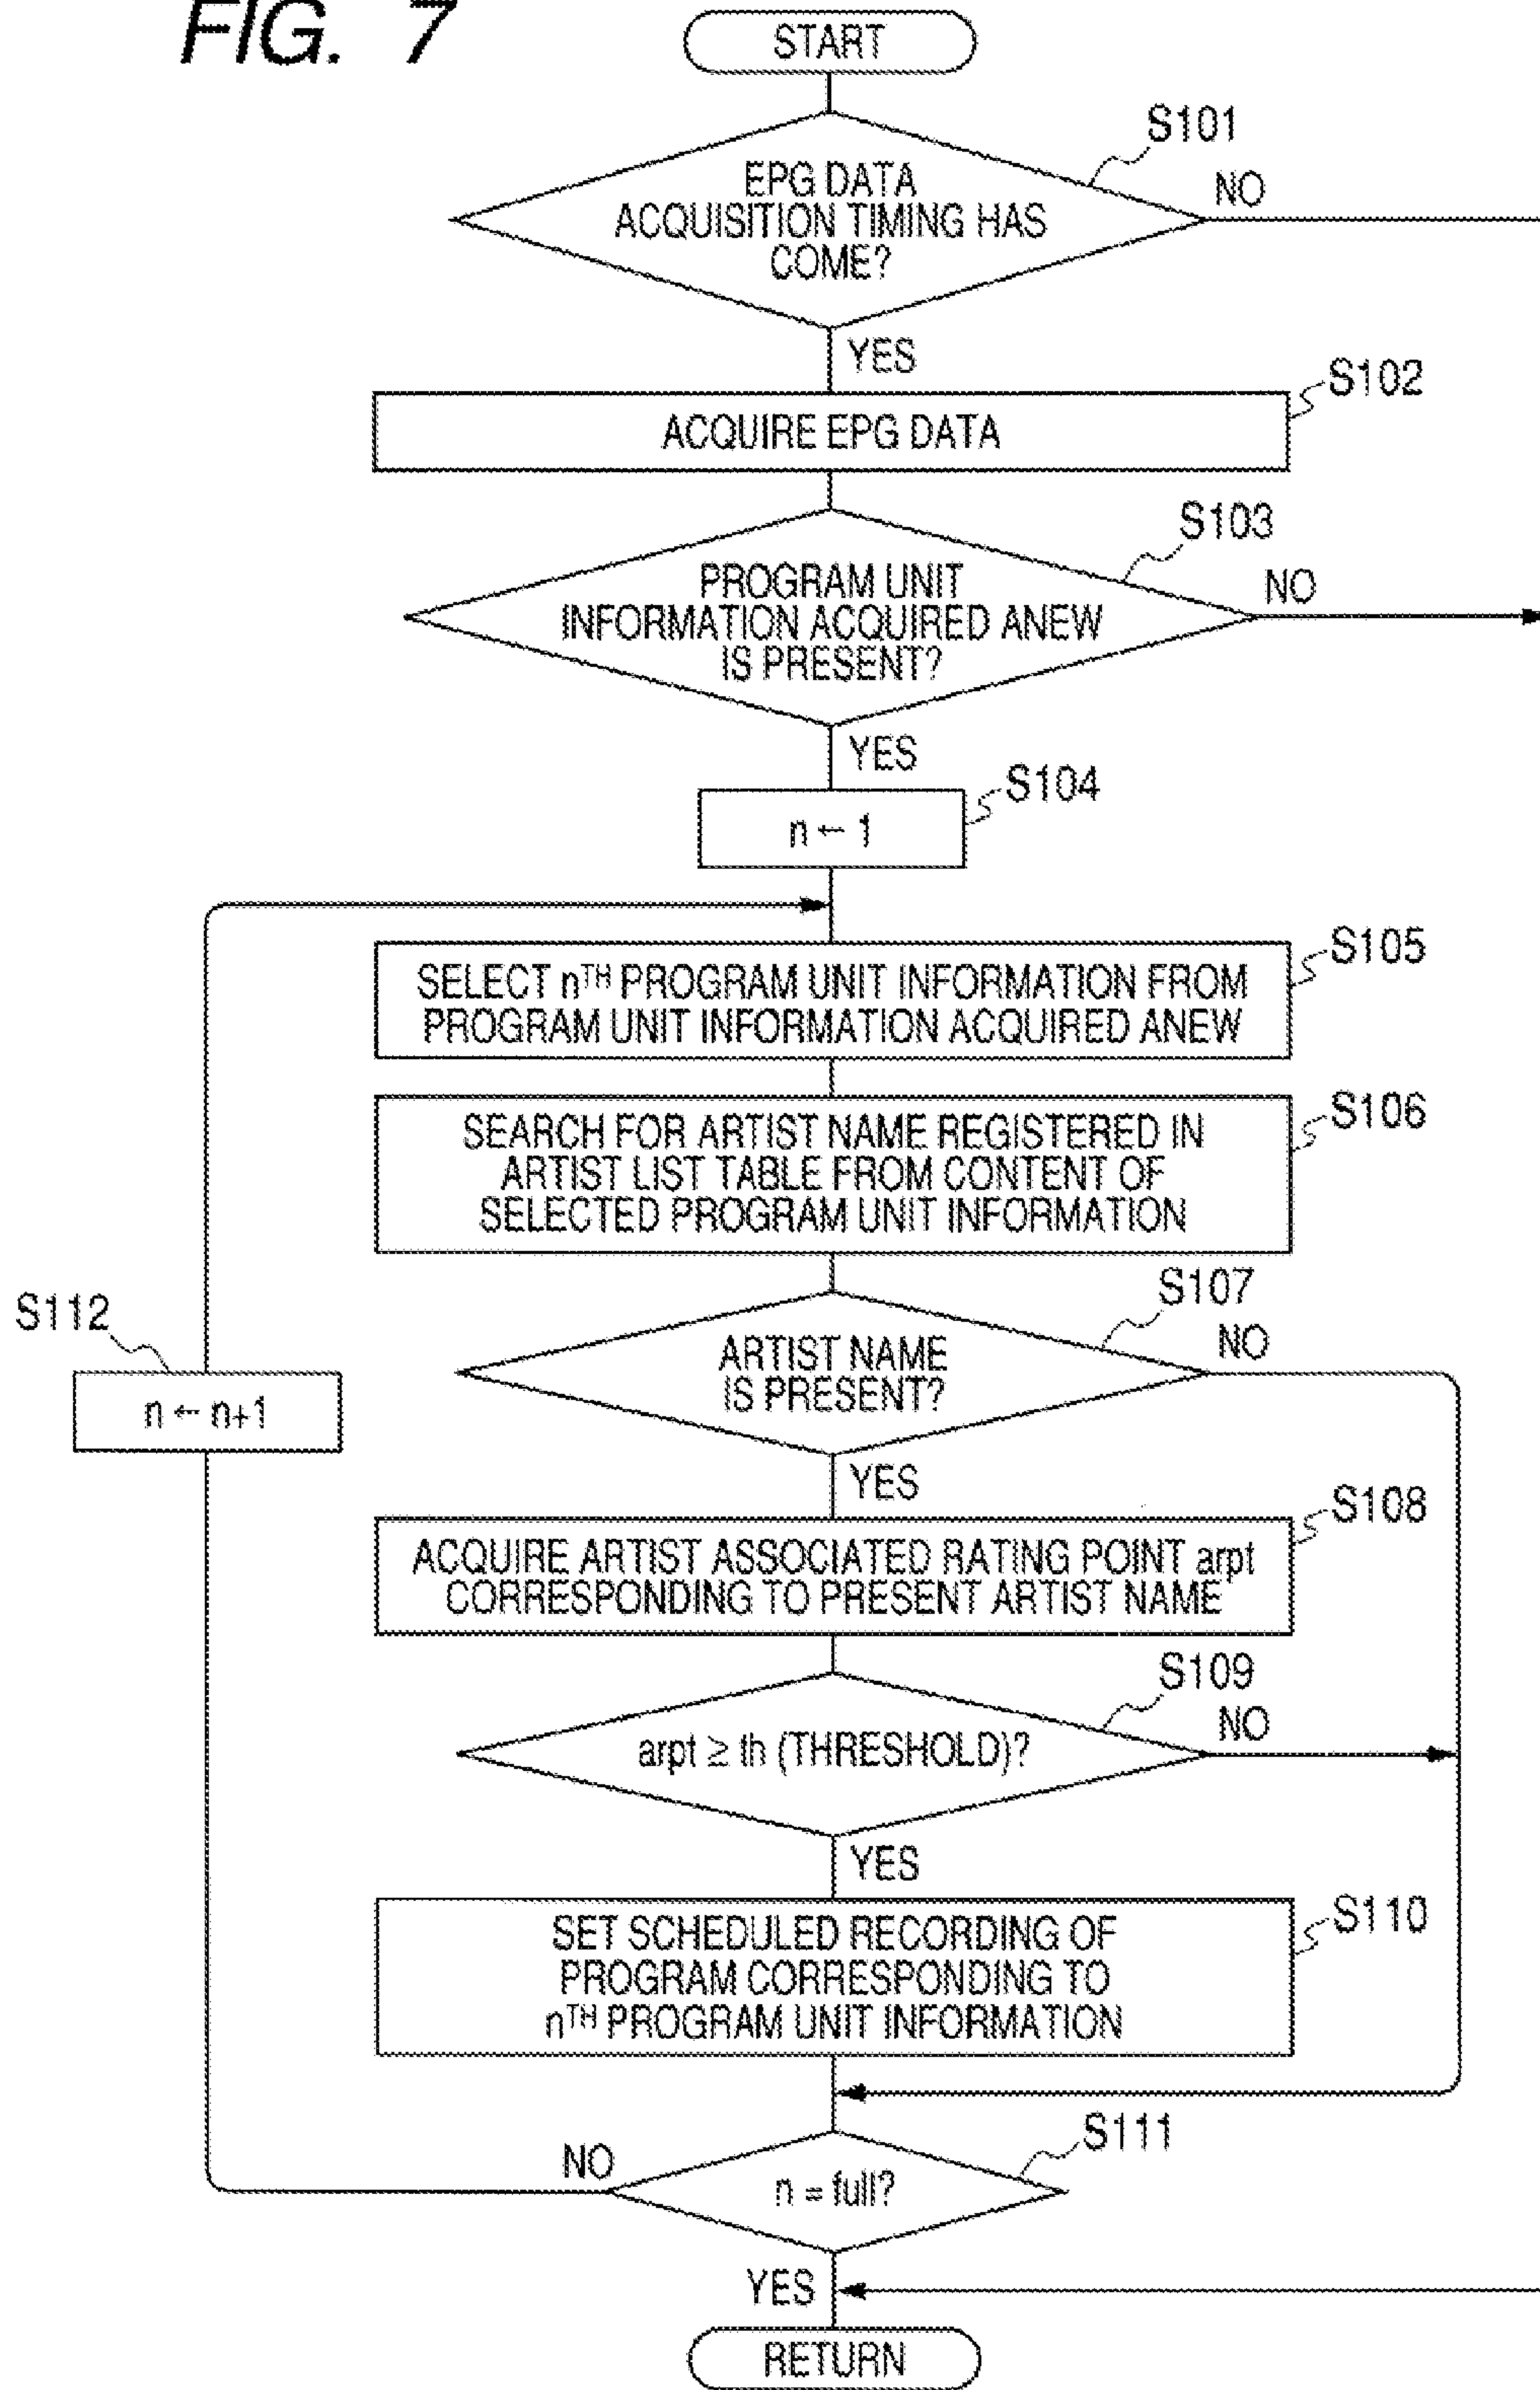 FIG. 7
START
S101
EPG DATA
ACQUISITION TIMING HAS
COME?
NO
YES
S102
ACQUIRE EPG DATA
S103
PROGRAM UNIT
INFORMATION ACQUIRED ANEW
IS PRESENT?
NO
YES
S104
n ← 1
S105
SELECT nTH PROGRAM UNIT INFORMATION FROM
PROGRAM UNIT INFORMATION ACQUIRED ANEW
S106
SEARCH FOR ARTIST NAME REGISTERED IN
ARTIST LIST TABLE FROM CONTENT OF
SELECTED PROGRAM UNIT INFORMATION
S107
ARTIST NAME
IS PRESENT?
NO
S112
n ← n+1
YES
S108
ACQUIRE ARTIST ASSOCIATED RATING POINT arpt
CORRESPONDING TO PRESENT ARTIST NAME
S109
arpt ≥ th (THRESHOLD)?
NO
YES
S110
SET SCHEDULED RECORDING OF
PROGRAM CORRESPONDING TO
nTH PROGRAM UNIT INFORMATION
S111
NO
n = full?
YES
RETURN